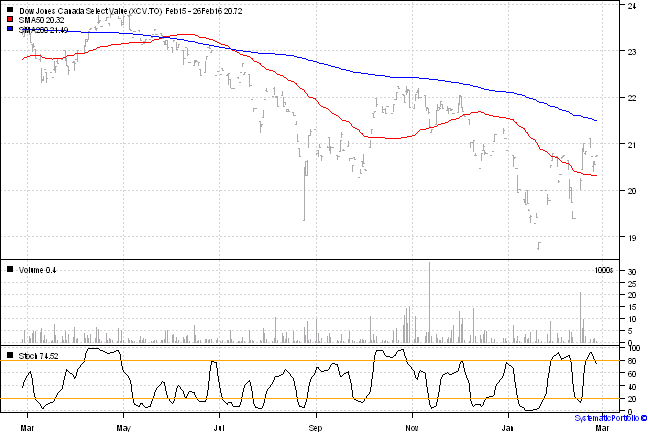 Dow Jones Canada Select Value (XCV.TO) Feb15 - 26Feb16 20.72
SMA50 20.32
SMA200 21.49
24
23
22
21
20
19
Volume 0.4
1000s
30
25
20
15
10
5
0
Stoch 74.52
100
80
60
40
20
0
SystematicPortfolio ©
Mar May Jul Sep Nov Jan Mar